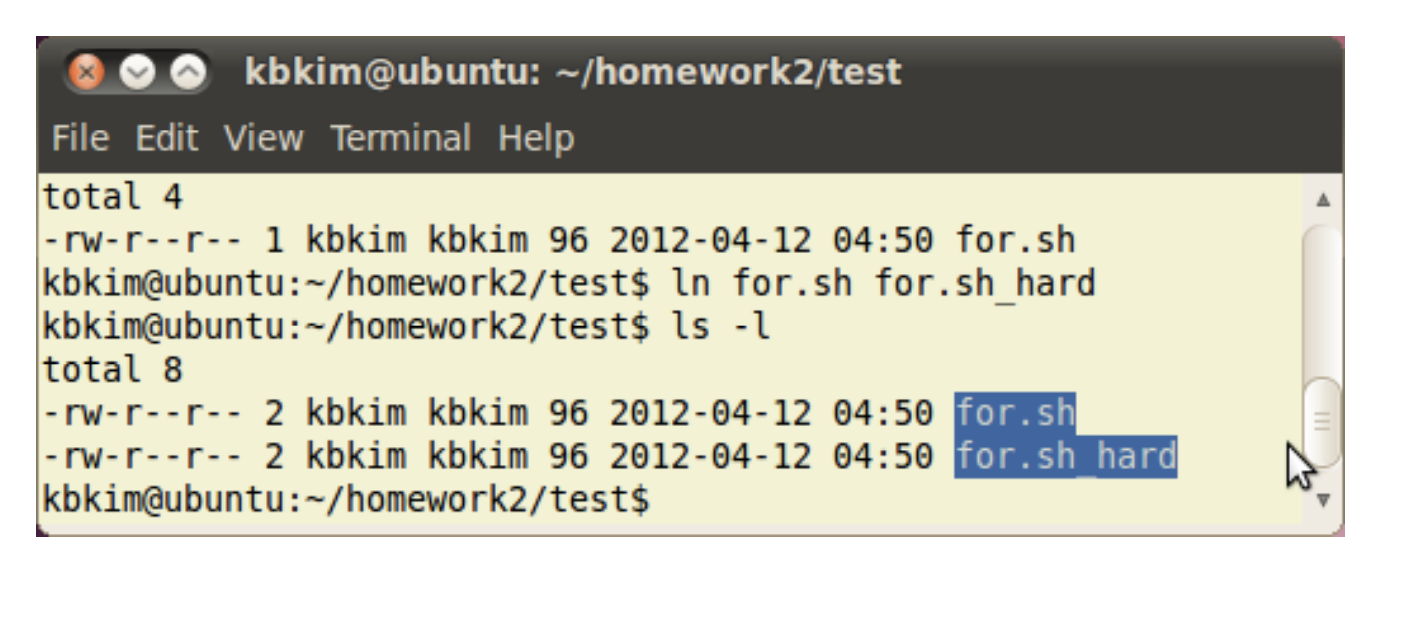 kbkim@ubuntu: ~/homework2/test
File Edit View Terminal Help
total 4
-rw-r--r-- 1 kbkim kbkim 96 2012-04-12 04:50 for.sh
kbkim@ubuntu:~/homework2/test$ ln for.sh for.sh_hard
kbkim@ubuntu:~/homework2/test$ ls -l
total 8
-rw-r--r-- 2 kbkim kbkim 96 2012-04-12 04:50 for.sh
-rw-r--r-- 2 kbkim kbkim 96 2012-04-12 04:50 for.sh_hard
kbkim@ubuntu:~/homework2/test$